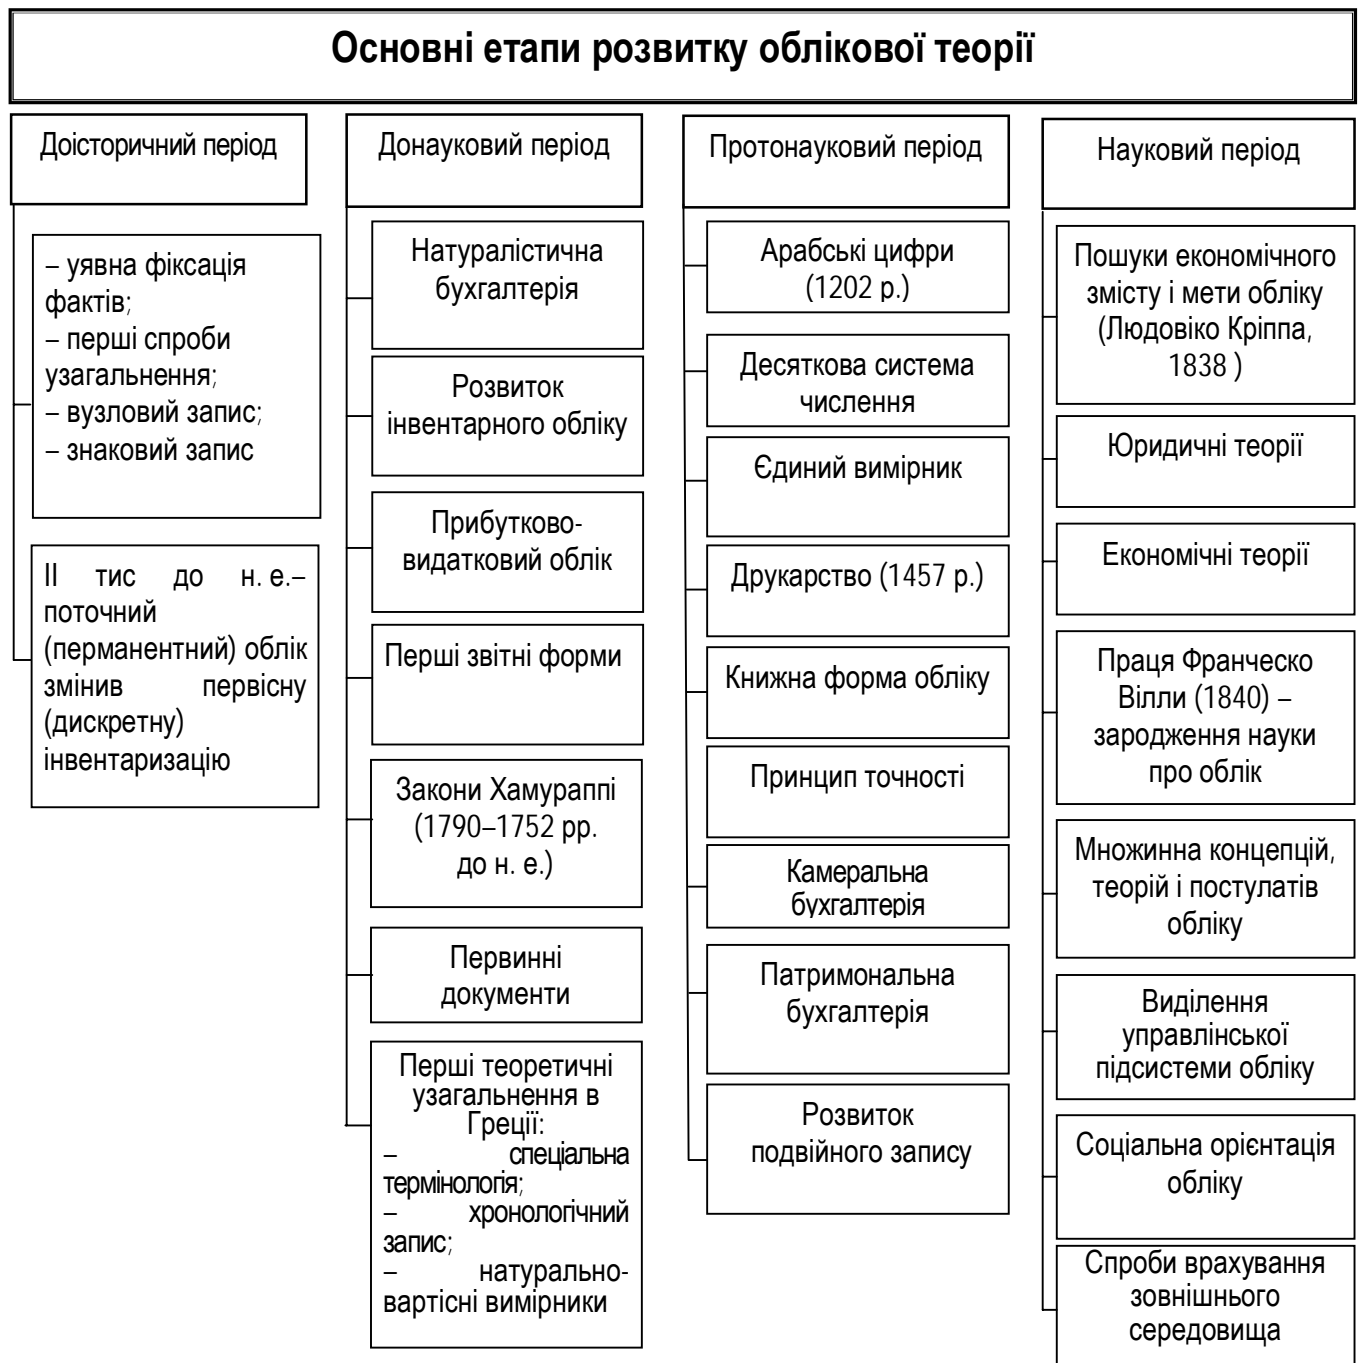 Основні етапи розвитку облікової теорії
Доісторичний період
– уявна фіксація
фактів;
– перші спроби
узагальнення;
– вузловий запис;
– знаковий запис
ІІ тис до н. е.–
поточний
(перманентний) облік
змінив первісну
(дискретну)
інвентаризацію
Донауковий період
Натуралістична
бухгалтерія
Розвиток
інвентарного обліку
Прибутково-
видатковий облік
Перші звітні форми
Закони Хамураппі
(1790–1752 рр.
до н. е.)
Первинні
документи
Перші теоретичні
узагальнення в
Греції:
– спеціальна
термінологія;
– хронологічний
запис;
– натурально-
вартісні вимірники
Протонауковий період
Арабські цифри
(1202 р.)
Десяткова система
числення
Єдиний вимірник
Друкарство (1457 р.)
Книжна форма обліку
Принцип точності
Камеральна
бухгалтерія
Патримональна
бухгалтерія
Розвиток
подвійного запису
Науковий період
Пошуки економічного
змісту і мети обліку
(Людовіко Кріппа,
1838 )
Юридичні теорії
Економічні теорії
Праця Франческо
Вілли (1840) –
зародження науки
про облік
Множинна концепцій,
теорій і постулатів
обліку
Виділення
управлінської
підсистеми обліку
Соціальна орієнтація
обліку
Спроби врахування
зовнішнього
середовища